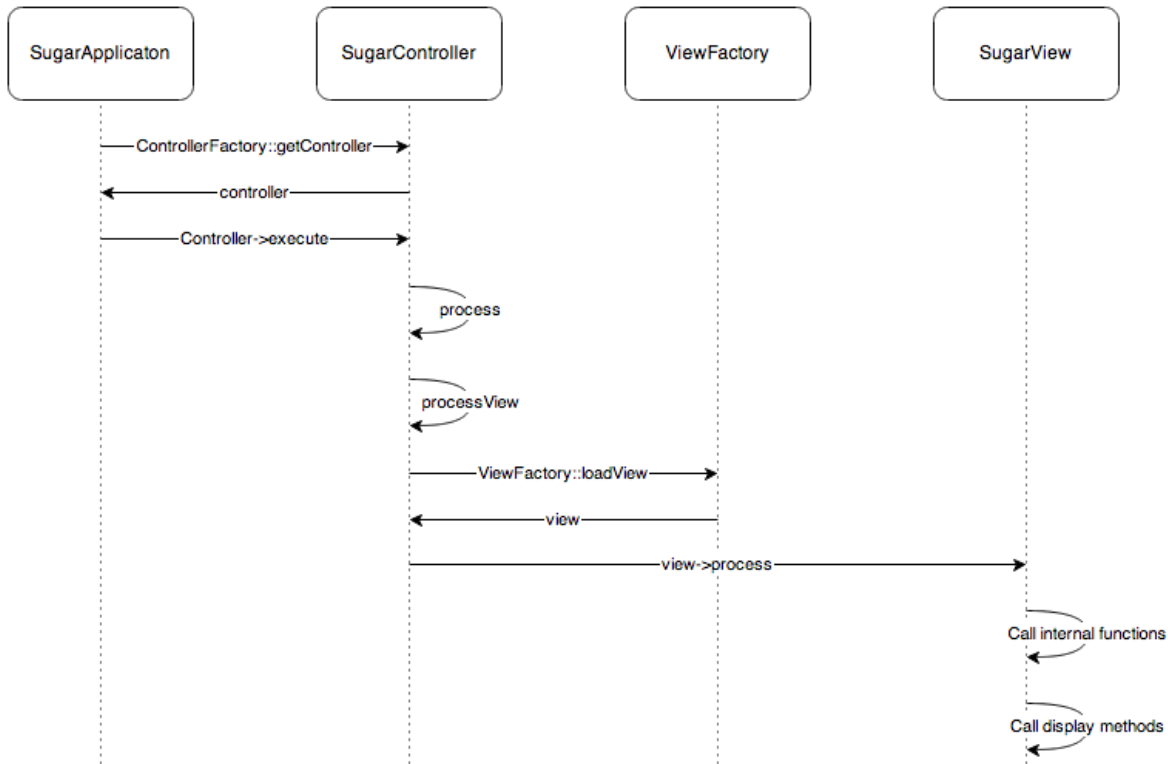 SugarApplicaton
SugarController
ViewFactory
SugarView
ControllerFactory::getController
controller
Controller->execute
process
processView
ViewFactory::loadView
view
view->process
Call internal functions
Call display methods